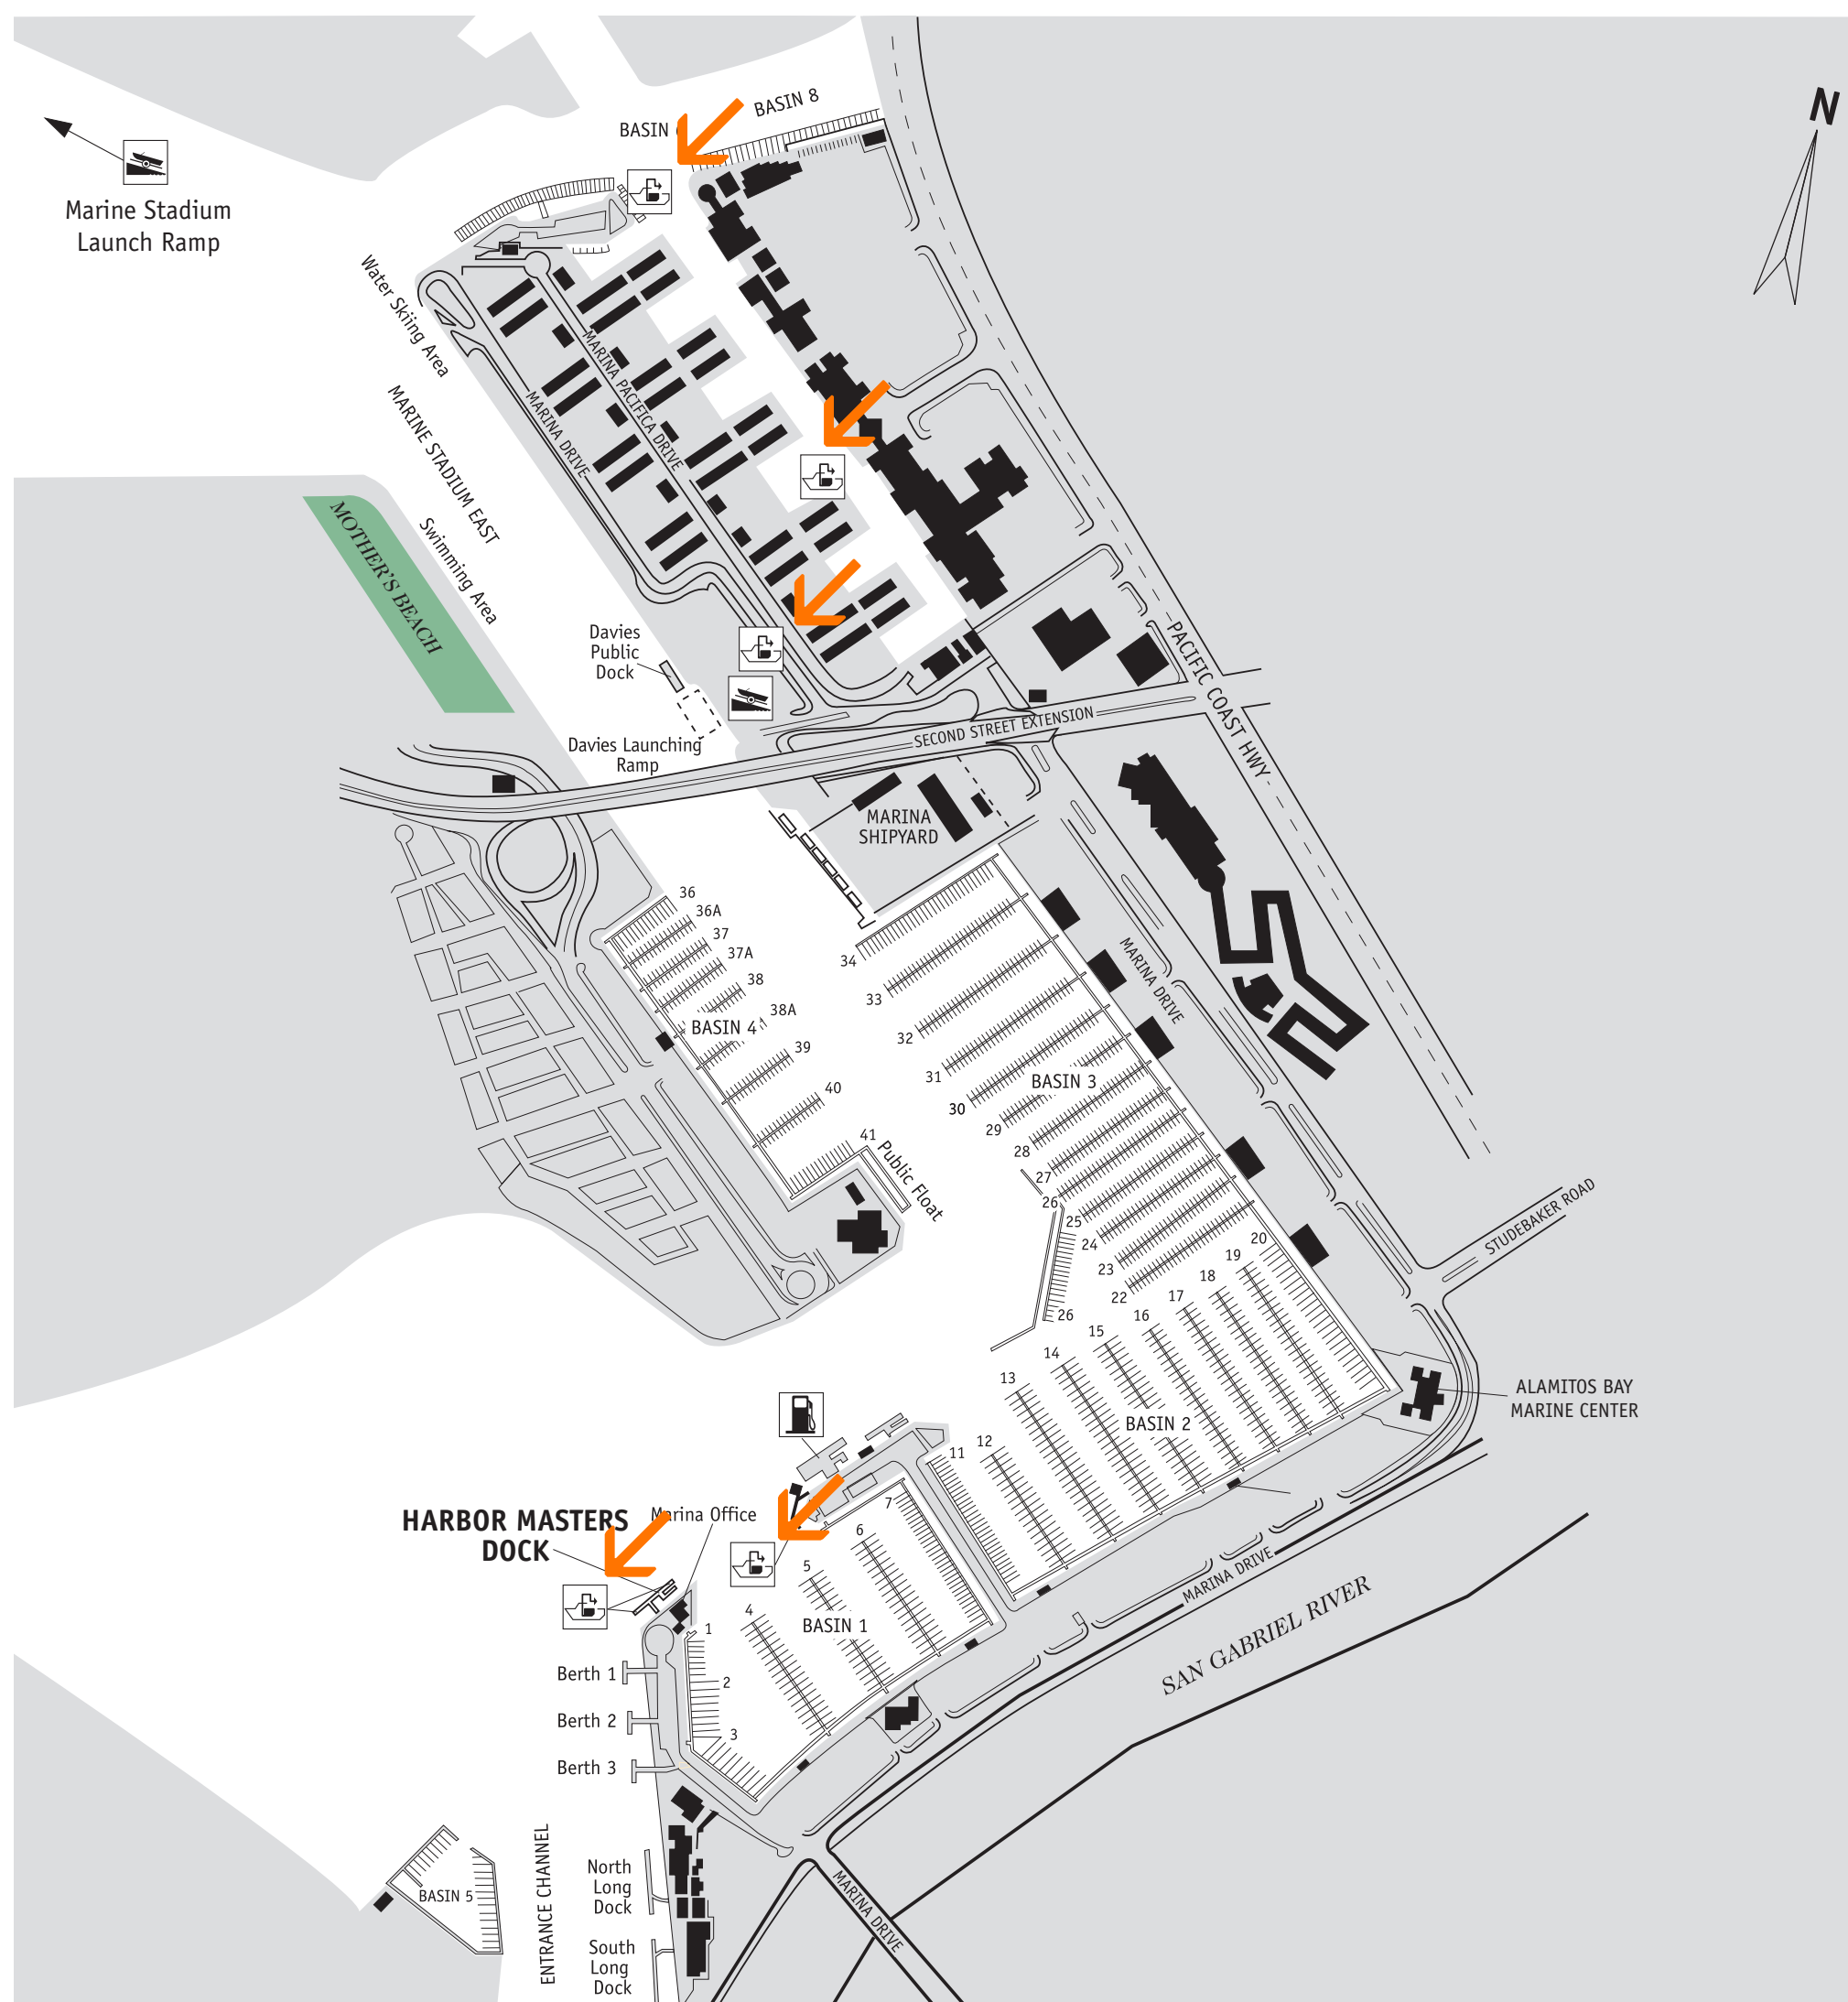 BASIN 8
BASIN
N
Marine Stadium
Launch Ramp
Water Skiing Area
MARINA PACIFICA DRIVE
MARINA DRIVE
MARINE STADIUM EAST
Swimming Area
MOTHER'S BEACH
Davies
Public
Dock
PACIFIC COAST HWY
Davies Launching
Ramp
SECOND STREET EXTENSION
MARINA
SHIPYARD
36
36A
37
37A
38
38A
39
40
41
BASIN 4
Public Float
34
33
32
31
30
29
28
27
26
25
24
23
22
26
BASIN 3
MARINA DRIVE
STUDEBAKER ROAD
20
19
18
17
16
15
14
13
12
11
BASIN 2
ALAMITOS BAY
MARINE CENTER
HARBOR MASTERS
DOCK
Marina Office
7
6
5
4
BASIN 1
1
2
3
MARINA DRIVE
SAN GABRIEL RIVER
Berth 1
Berth 2
Berth 3
ENTRANCE CHANNEL
BASIN 5
North
Long
Dock
South
Long
Dock
MARINA DRIVE